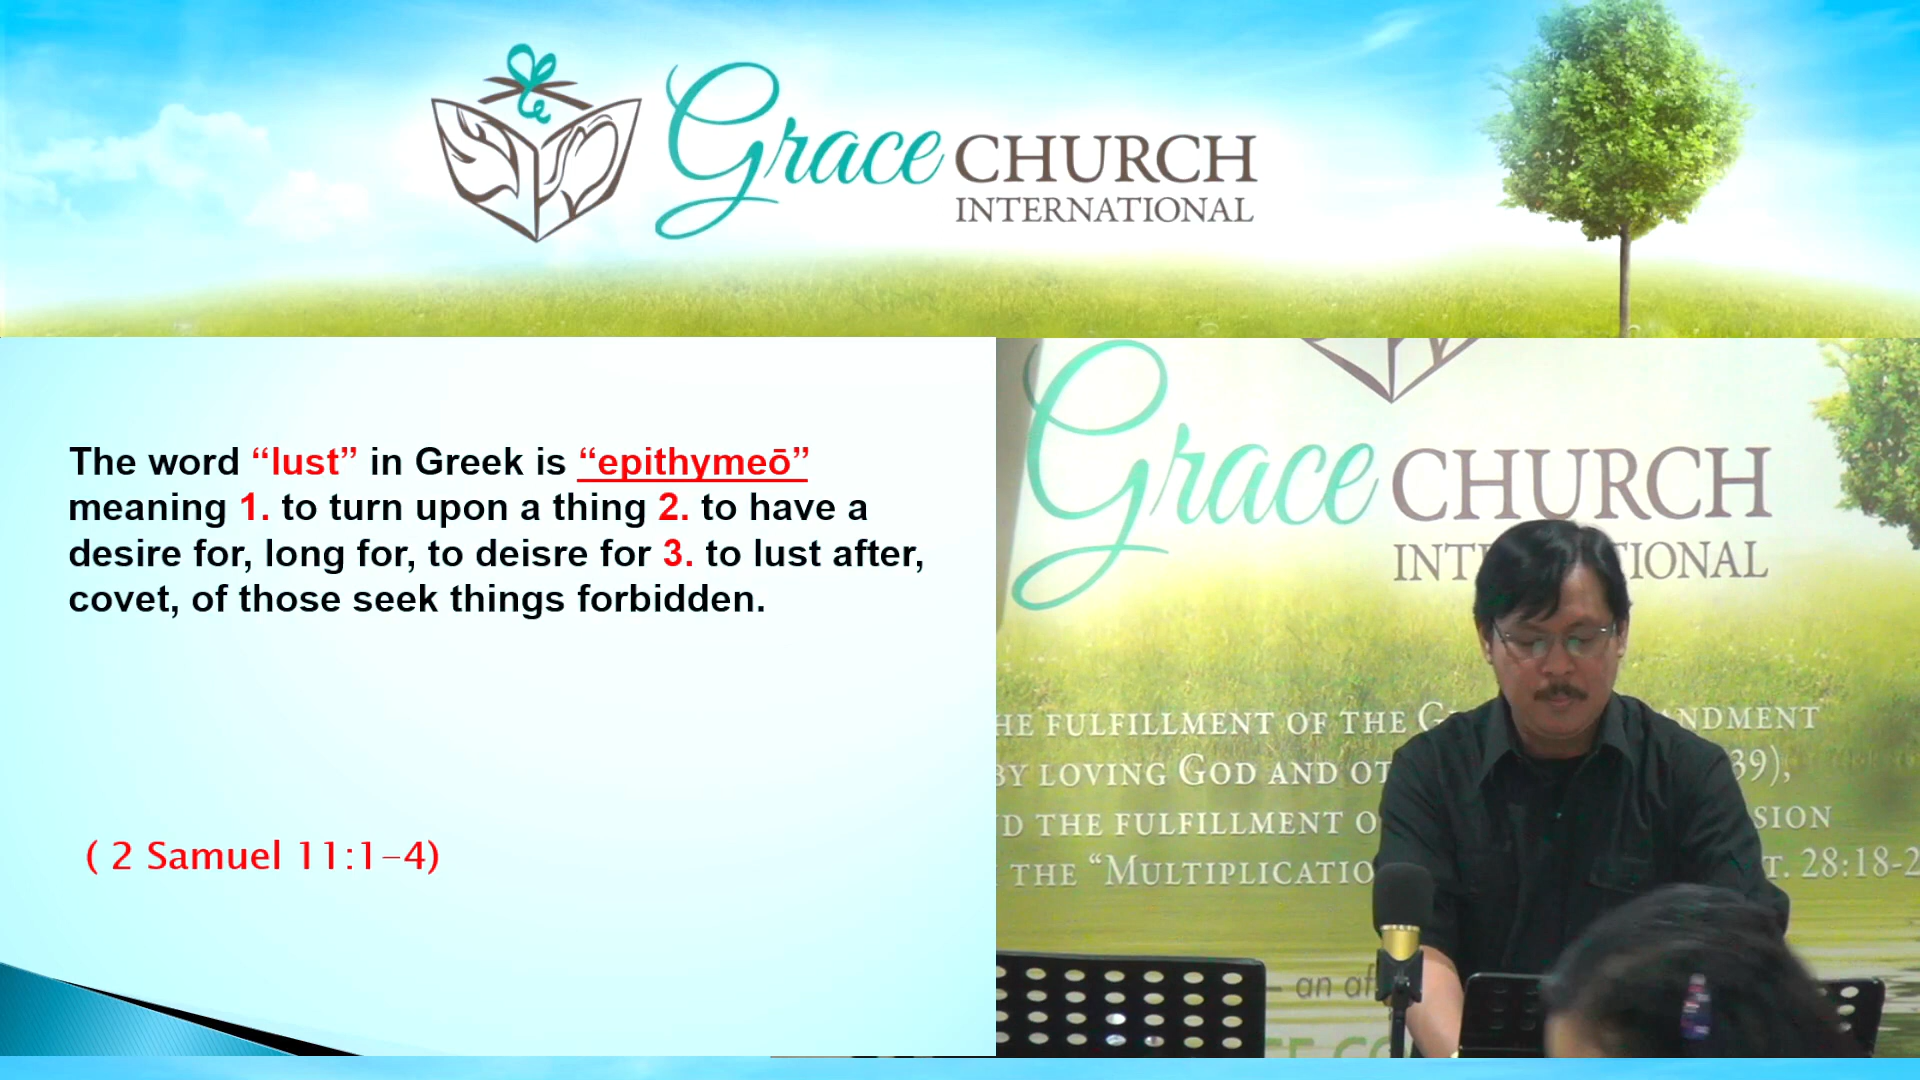 Grace CHURCH
INTERNATIONAL
The word “lust” in Greek is “epithymeō”
meaning 1. to turn upon a thing 2. to have a
desire for, long for, to deisre for 3. to lust after,
covet, of those seek things forbidden.
( 2 Samuel 11:1-4)
Grace CHURCH
INT IONAL
HE FULFILLMENT OF THE G NDMENT
BY LOVING GOD AND OT 39),
D THE FULFILLMENT O SION
THE “MULTIPLICATIO T. 28:18-2
– an af